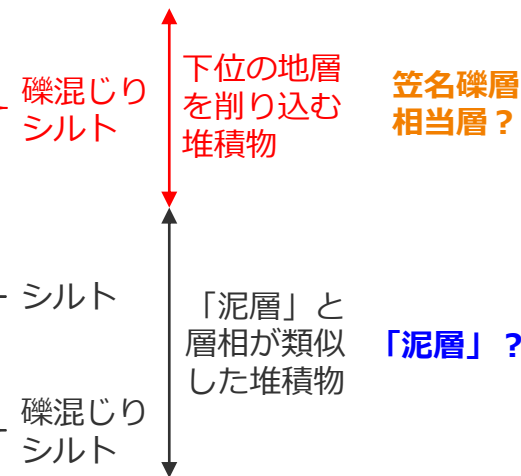 礫混じり
シルト
下位の地層
を削り込む
堆積物
笠名礫層
相当層？
シルト
「泥層」と
層相が類似
した堆積物
「泥層」？
礫混じり
シルト